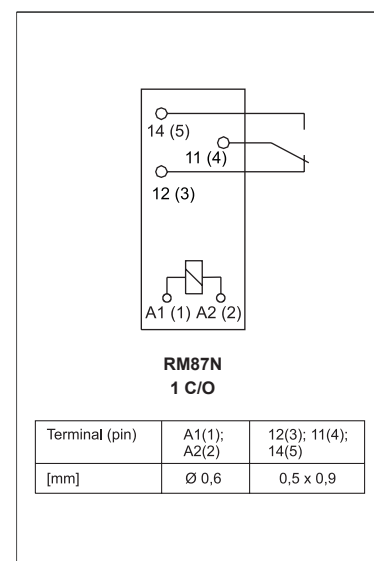 14 (5)
11 (4)
12 (3)
A1 (1) A2 (2)
RM87N
1 C/O
Terminal (pin) A1(1); 12(3); 11(4);
A2(2) 14(5)
[mm] Ø 0,6 0,5 x 0,9